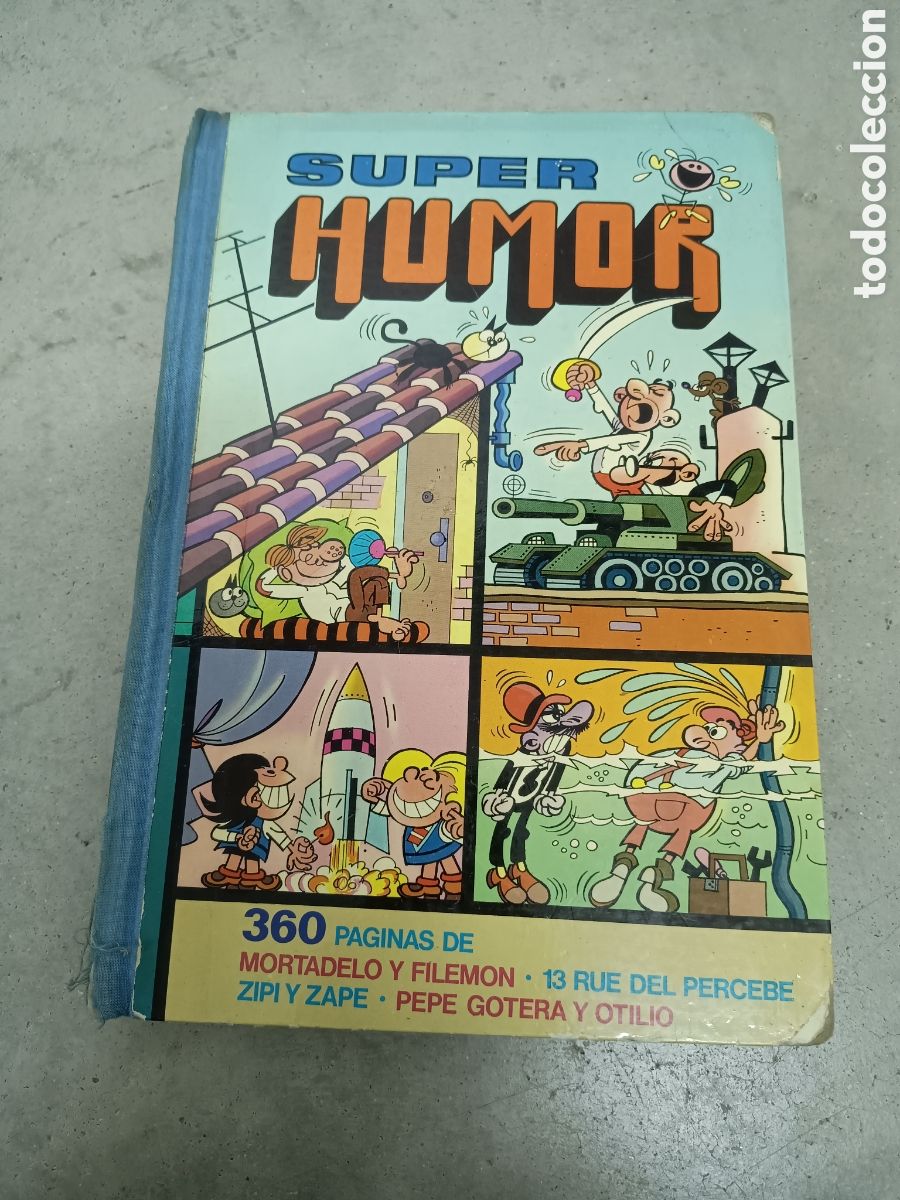 SUPER
HUMOR
360 PAGINAS DE
MORTADELO Y FILEMON · 13 RUE DEL PERCEBE
ZIPI Y ZAPE · PEPE GOTERA Y OTILIO
todocoleccion